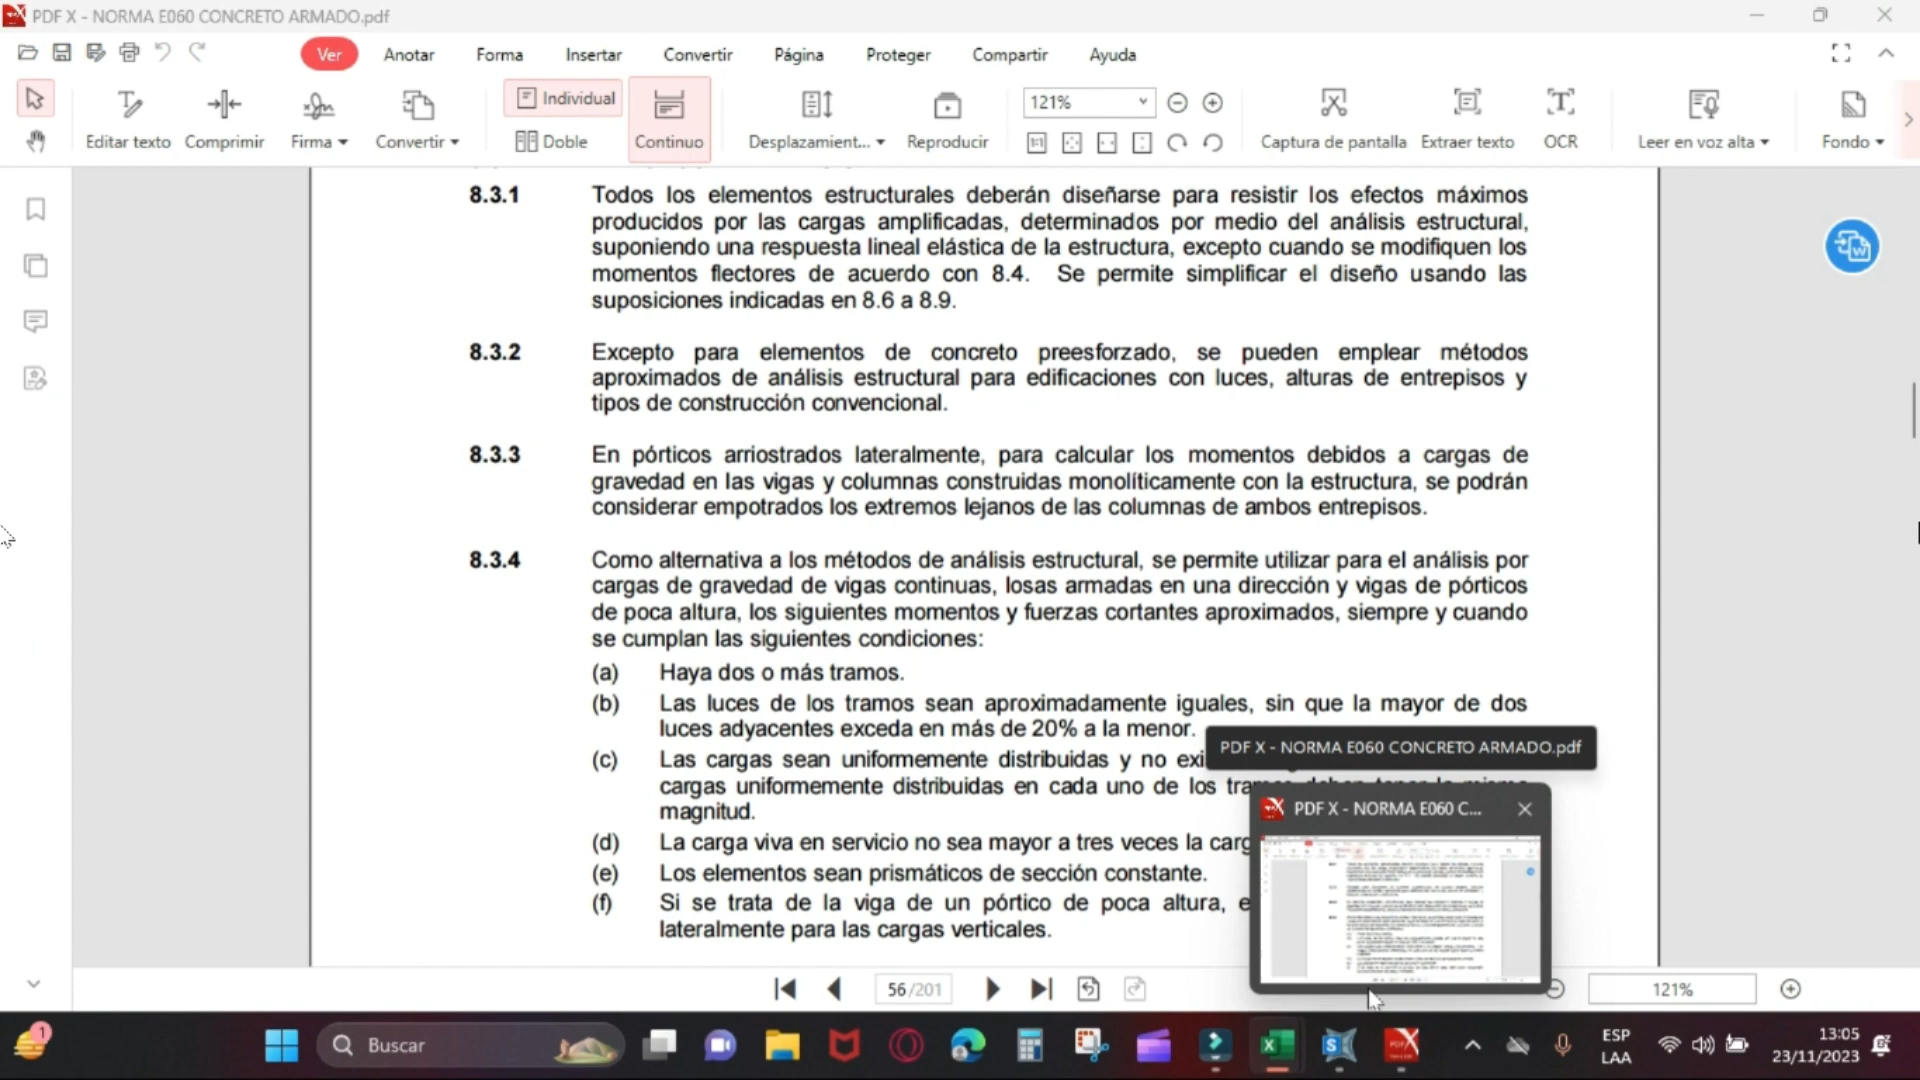 PDF X - NORMA E060 CONCRETO ARMADO.pdf
Ver Anotar Forma Insertar Convertir Página Proteger Compartir Ayuda
Individual 121%
Editar texto Comprimir Firma Convertir Doble Continuo Desplazamient... Reproducir Captura de pantalla Extraer texto OCR Leer en voz alta Fondo
8.3.1 Todos los elementos estructurales deberán diseñarse para resistir los efectos máximos
producidos por las cargas amplificadas, determinados por medio del análisis estructural,
suponiendo una respuesta lineal elástica de la estructura, excepto cuando se modifiquen los
momentos flectores de acuerdo con 8.4. Se permite simplificar el diseño usando las
suposiciones indicadas en 8.6 a 8.9.
8.3.2 Excepto para elementos de concreto preesforzado, se pueden emplear métodos
aproximados de análisis estructural para edificaciones con luces, alturas de entrepisos y
tipos de construcción convencional.
8.3.3 En pórticos arriostrados lateralmente, para calcular los momentos debidos a cargas de
gravedad en las vigas y columnas construidas monolíticamente con la estructura, se podrán
considerar empotrados los extremos lejanos de las columnas de ambos entrepisos.
8.3.4 Como alternativa a los métodos de análisis estructural, se permite utilizar para el análisis por
cargas de gravedad de vigas continuas, losas armadas en una dirección y vigas de pórticos
de poca altura, los siguientes momentos y fuerzas cortantes aproximados, siempre y cuando
se cumplan las siguientes condiciones:
(a) Haya dos o más tramos.
(b) Las luces de los tramos sean aproximadamente iguales, sin que la mayor de dos
luces adyacentes exceda en más de 20% a la menor.
PDF X - NORMA E060 CONCRETO ARMADO.pdf
(c) Las cargas sean uniformemente distribuidas y no exi
cargas uniformemente distribuidas en cada uno de los
magnitud.
PDF X - NORMA E060 C...
(d) La carga viva en servicio no sea mayor a tres veces la carg
(e) Los elementos sean prismáticos de sección constante.
(f) Si se trata de la viga de un pórtico de poca altura, e
lateralmente para las cargas verticales.
56 /201 121%
1 Buscar ESP LAA 13:05 23/11/2023